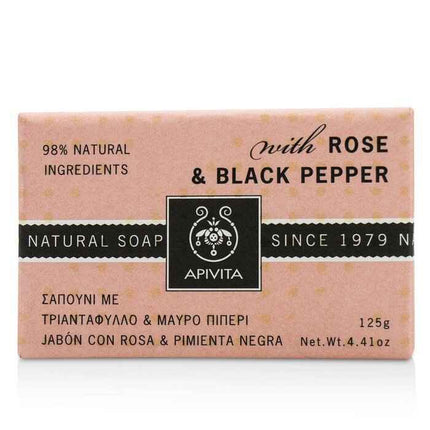 98% NATURAL
INGREDIENTS
with ROSE
& BLACK PEPPER
NATURAL SOAP
SINCE 1979 NA
APIVITA
ΣΑΠΟΥΝΙ ΜΕ
ΤΡΙΑΝΤΑΦΥΛΛΟ & ΜΑΥΡΟ ΠΙΠΕΡΙ
JABÓN CON ROSA & PIMIENTA NEGRA
125g
Net.Wt.4.41oz